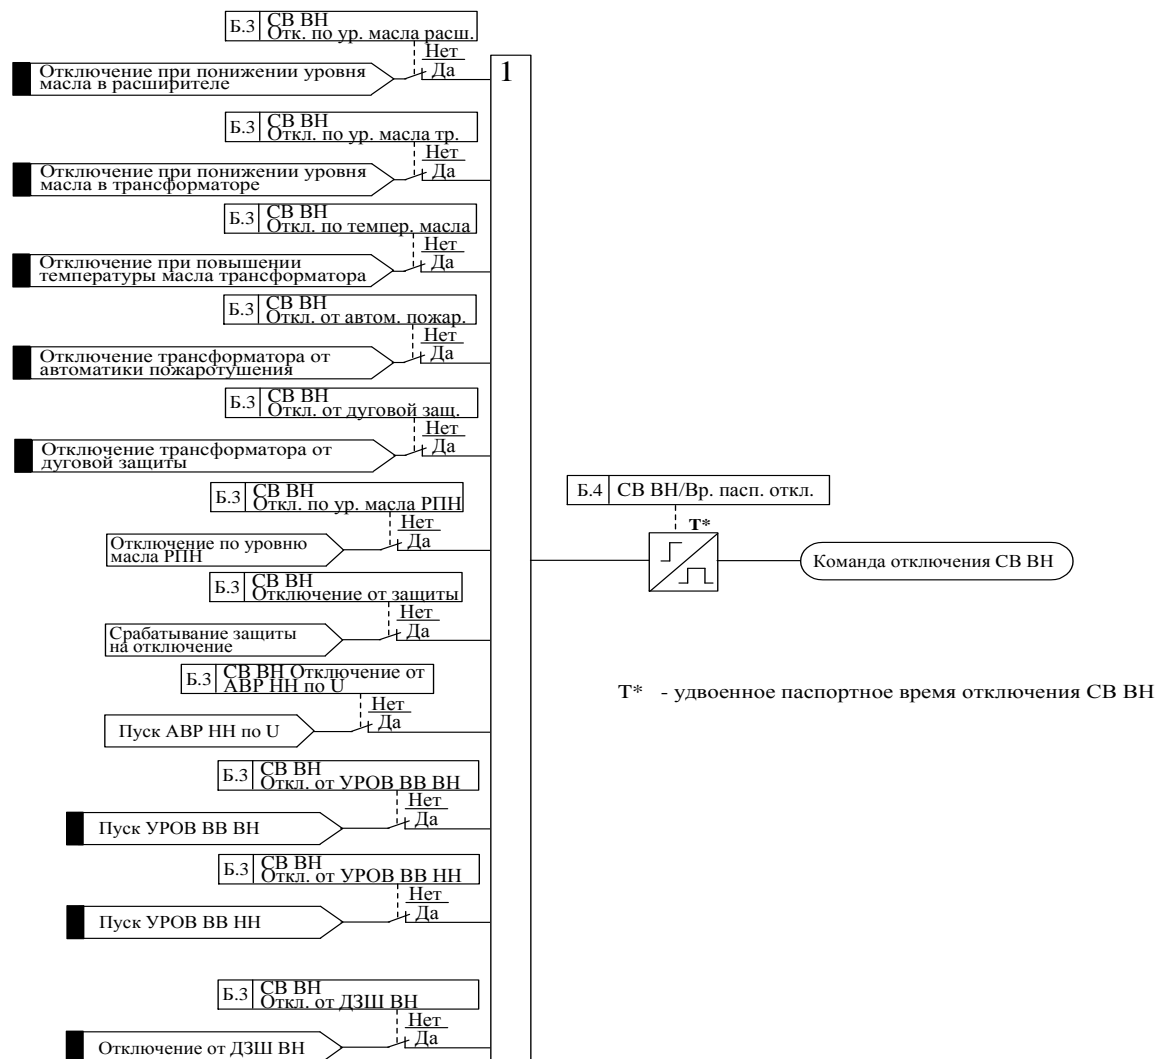 Б.3 СВ ВН
Отк. по ур. масла расш.
Нет
Да
Отключение при понижении уровня
масла в расширителе
1
Б.3 СВ ВН
Откл. по ур. масла тр.
Нет
Да
Отключение при понижении уровня
масла в трансформаторе
Б.3 СВ ВН
Откл. по темпер. масла
Нет
Да
Отключение при повышении
температуры масла трансформатора
Б.3 СВ ВН
Откл. от автом. пожар.
Нет
Да
Отключение трансформатора от
автоматики пожаротушения
Б.3 СВ ВН
Откл. от дуговой защ.
Нет
Да
Отключение трансформатора от
дуговой защиты
Б.3 СВ ВН
Откл. по ур. масла РПН
Нет
Да
Отключение по уровню
масла РПН
Б.4 СВ ВН/Вр. пасп. откл.
T*
Команда отключения СВ ВН
Б.3 СВ ВН
Отключение от защиты
Нет
Да
Срабатывание защиты
на отключение
Б.3 СВ ВН Отключение от
АВР НН по U
Нет
Да
Пуск АВР НН по U
T* - удвоенное паспортное время отключения СВ ВН
Б.3 СВ ВН
Откл. от УРОВ ВВ ВН
Нет
Да
Пуск УРОВ ВВ ВН
Б.3 СВ ВН
Откл. от УРОВ ВВ НН
Нет
Да
Пуск УРОВ ВВ НН
Б.3 СВ ВН
Откл. от ДЗШ ВН
Нет
Да
Отключение от ДЗШ ВН